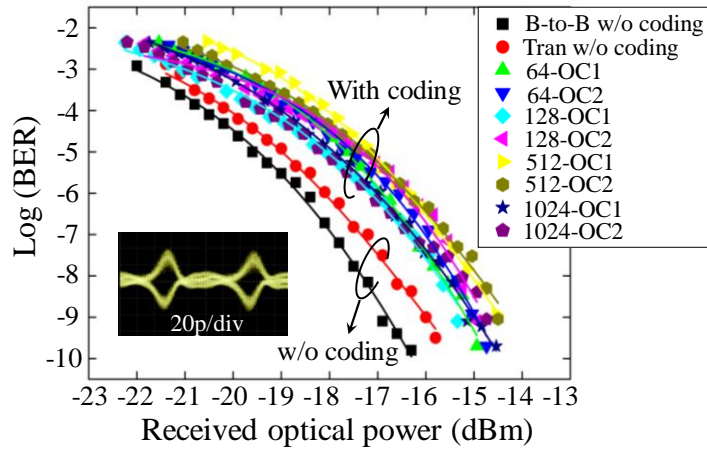 B-to-B w/o coding
Tran w/o coding
64-OC1
64-OC2
128-OC1
128-OC2
512-OC1
512-OC2
1024-OC1
1024-OC2
With coding
w/o coding
20p/div
Log (BER)
-2
-3
-4
-5
-6
-7
-8
-9
-10
-23 -22 -21 -20 -19 -18 -17 -16 -15 -14 -13
Received optical power (dBm)